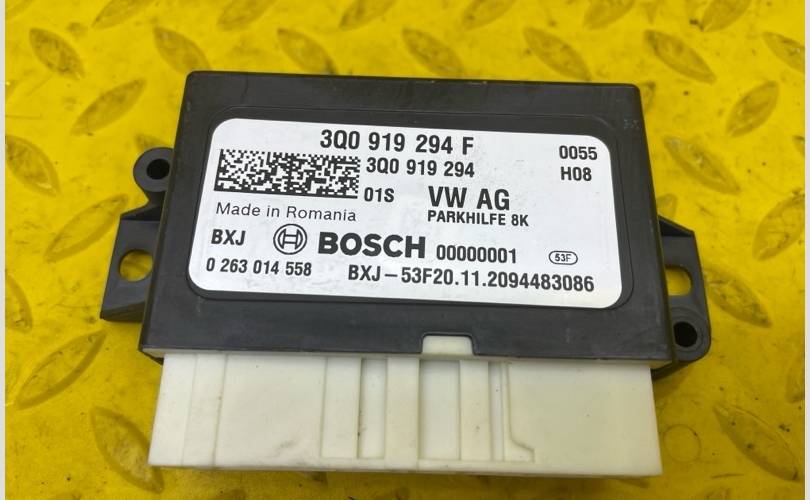 3Q0 919 294 F
0055
3Q0 919 294
H08
01S
VW AG
PARKHILFE 8K
Made in Romania
BXJ
BOSCH
00000001
53F
0 263 014 558
BXJ-53F20.11.2094483086